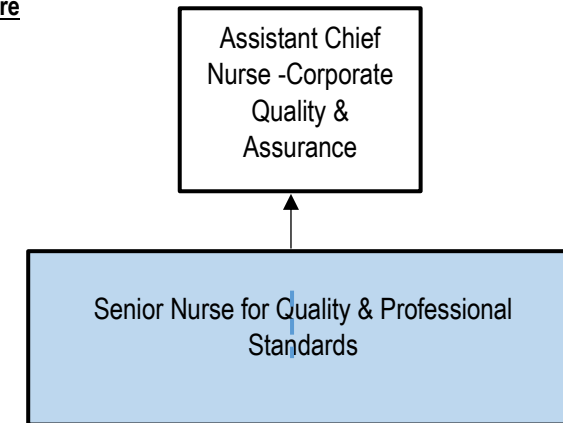 re
Assistant Chief
Nurse -Corporate
Quality &
Assurance
Senior Nurse for Quality & Professional
Standards